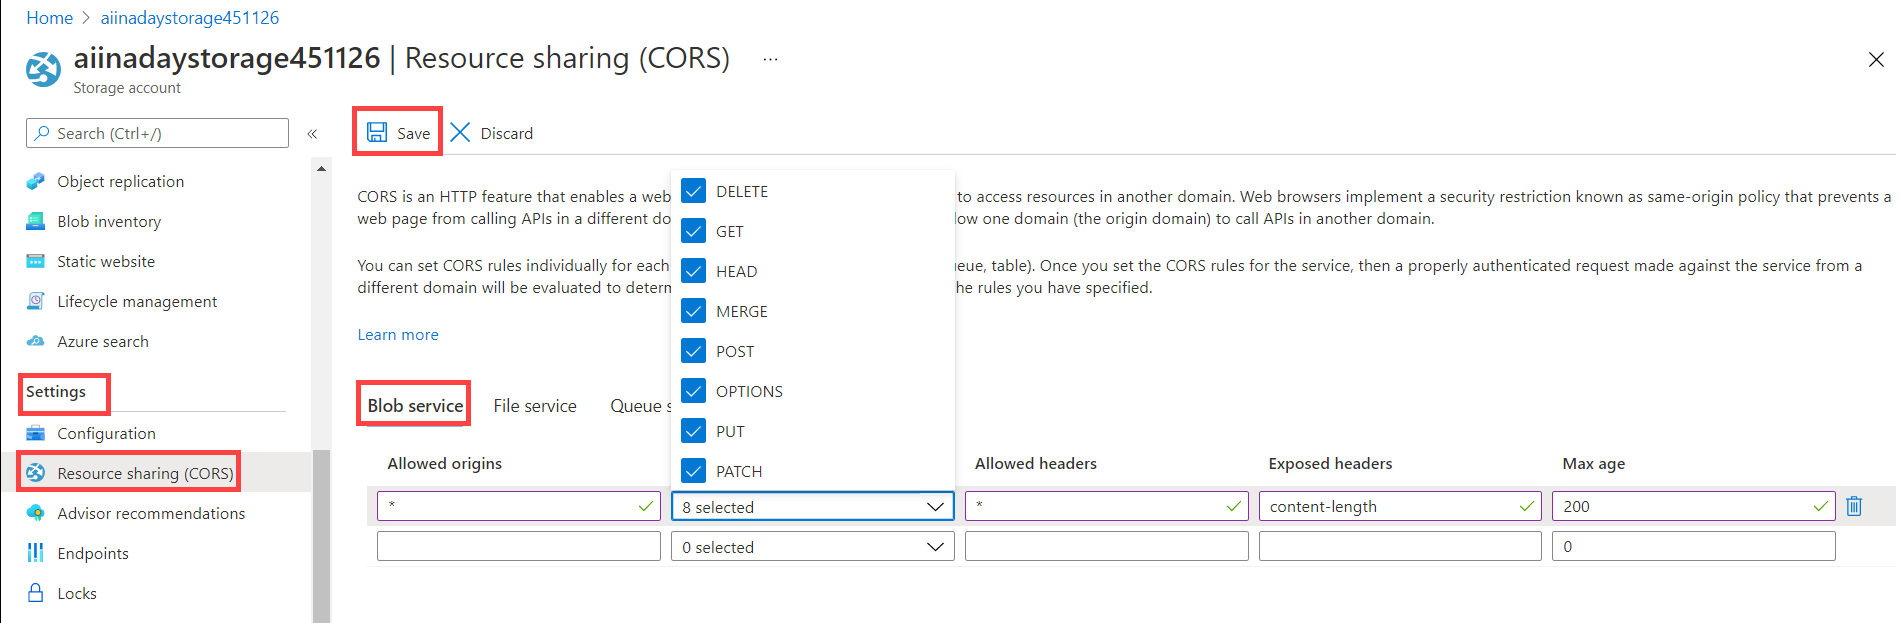 Home > aiinadaystorage451126
aiinadaystorage451126 | Resource sharing (CORS) ...
Storage account
Search (Ctrl+/)
«
Object replication
Blob inventory
Static website
Lifecycle management
Azure search
Settings
Configuration
Resource sharing (CORS)
Advisor recommendations
Endpoints
Locks
Save
Discard
CORS is an HTTP feature that enables a web to access resources in another domain. Web browsers implement a security restriction known as same-origin policy that prevents a
web page from calling APIs in a different do low one domain (the origin domain) to call APIs in another domain.
You can set CORS rules individually for each eue, table). Once you set the CORS rules for the service, then a properly authenticated request made against the service from a
different domain will be evaluated to determ he rules you have specified.
Learn more
DELETE
GET
HEAD
MERGE
POST
OPTIONS
PUT
PATCH
Blob service File service Queue s
Allowed origins Allowed headers Exposed headers Max age
* 8 selected * content-length 200
0 selected 0